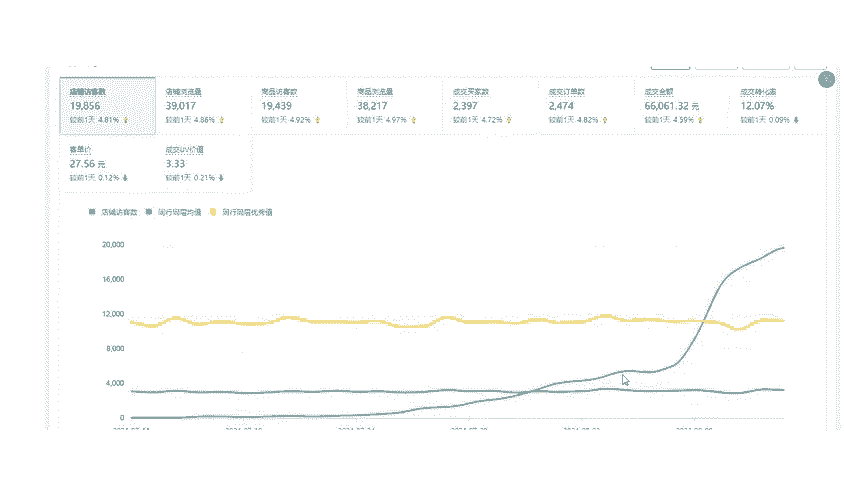 店铺访客数 店铺浏览量 商品访客数 商品浏览量 成交买家数 成交订单数 成交金额 成交转化率
19,856 39,017 19,439 38,217 2,397 2,474 66,061.32 元 12.07%
较前1天 4.81% 较前1天 4.86% 较前1天 4.92% 较前1天 4.97% 较前1天 4.72% 较前1天 4.82% 较前1天 4.59% 较前1天 0.09%
客单价 成交UV价值
27.56 元 3.33
较前1天 0.12% 较前1天 0.21%
店铺访客数 同行同层均值 同行同层优秀值
20,000
16,000
12,000
8,000
4,000
0